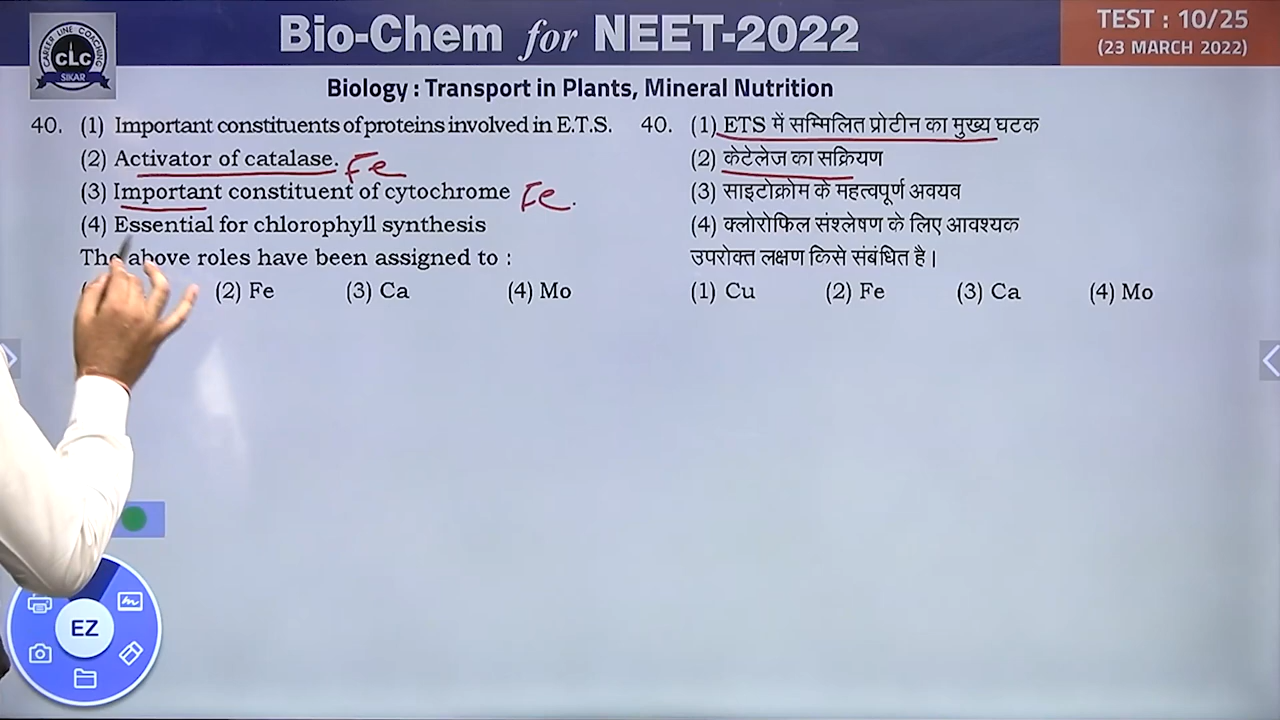 Bio-Chem for NEET-2022
TEST : 10/25
(23 MARCH 2022)
CAREER LINE COACHING
CLC
SIKAR
Biology : Transport in Plants, Mineral Nutrition
40. (1) Important constituents of proteins involved in E.T.S.
(2) Activator of catalase. Fe
(3) Important constituent of cytochrome Fe.
(4) Essential for chlorophyll synthesis
The above roles have been assigned to :
(2) Fe (3) Ca (4) Mo
40. (1) ETS में सम्मिलित प्रोटीन का मुख्य घटक
(2) केटेलेज का सक्रियण
(3) साइटोक्रोम के महत्वपूर्ण अवयव
(4) क्लोरोफिल संश्लेषण के लिए आवश्यक
उपरोक्त लक्षण किसे संबंधित है।
(1) Cu (2) Fe (3) Ca (4) Mo
EZ